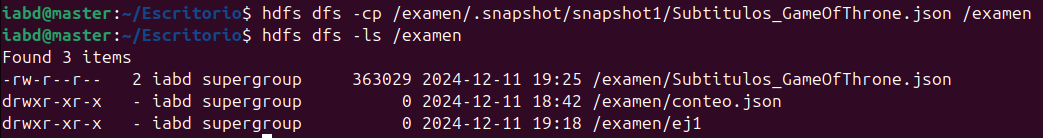 iabd@master:~/Escritorio$ hdfs dfs -cp /examen/.snapshot/snapshot1/Subtitulos_GameOfThrone.json /examen
iabd@master:~/Escritorio$ hdfs dfs -ls /examen
Found 3 items
-rw-r--r--   2 iabd supergroup     363029 2024-12-11 19:25 /examen/Subtitulos_GameOfThrone.json
drwxr-xr-x   - iabd supergroup          0 2024-12-11 18:42 /examen/conteo.json
drwxr-xr-x   - iabd supergroup          0 2024-12-11 19:18 /examen/ej1